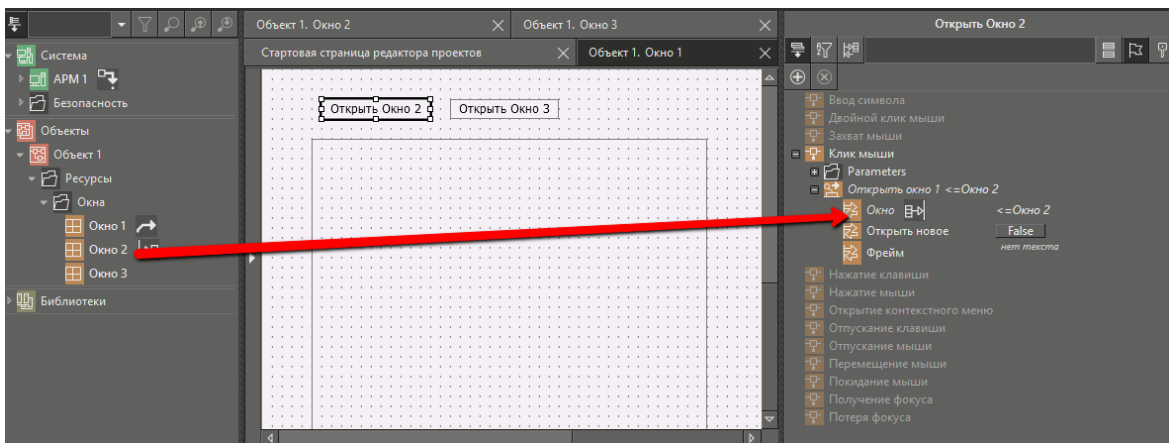 Объект 1. Окно 2
Объект 1. Окно 3
Стартовая страница редактора проектов
Объект 1. Окно 1
Система
АРМ 1
Безопасность
Объекты
Объект 1
Ресурсы
Окна
Окно 1
Окно 2
Окно 3
Библиотеки
Открыть Окно 2
Открыть Окно 3
Открыть Окно 2
Ввод символа
Двойной клик мыши
Захват мыши
Клик мыши
Parameters
Открыть окно 1 <=Окно 2
Окно <=Окно 2
Открыть новое False
Фрейм нет текста
Нажатие клавиши
Нажатие мыши
Открытие контекстного меню
Отпускание клавиши
Отпускание мыши
Перемещение мыши
Покидание мыши
Получение фокуса
Потеря фокуса